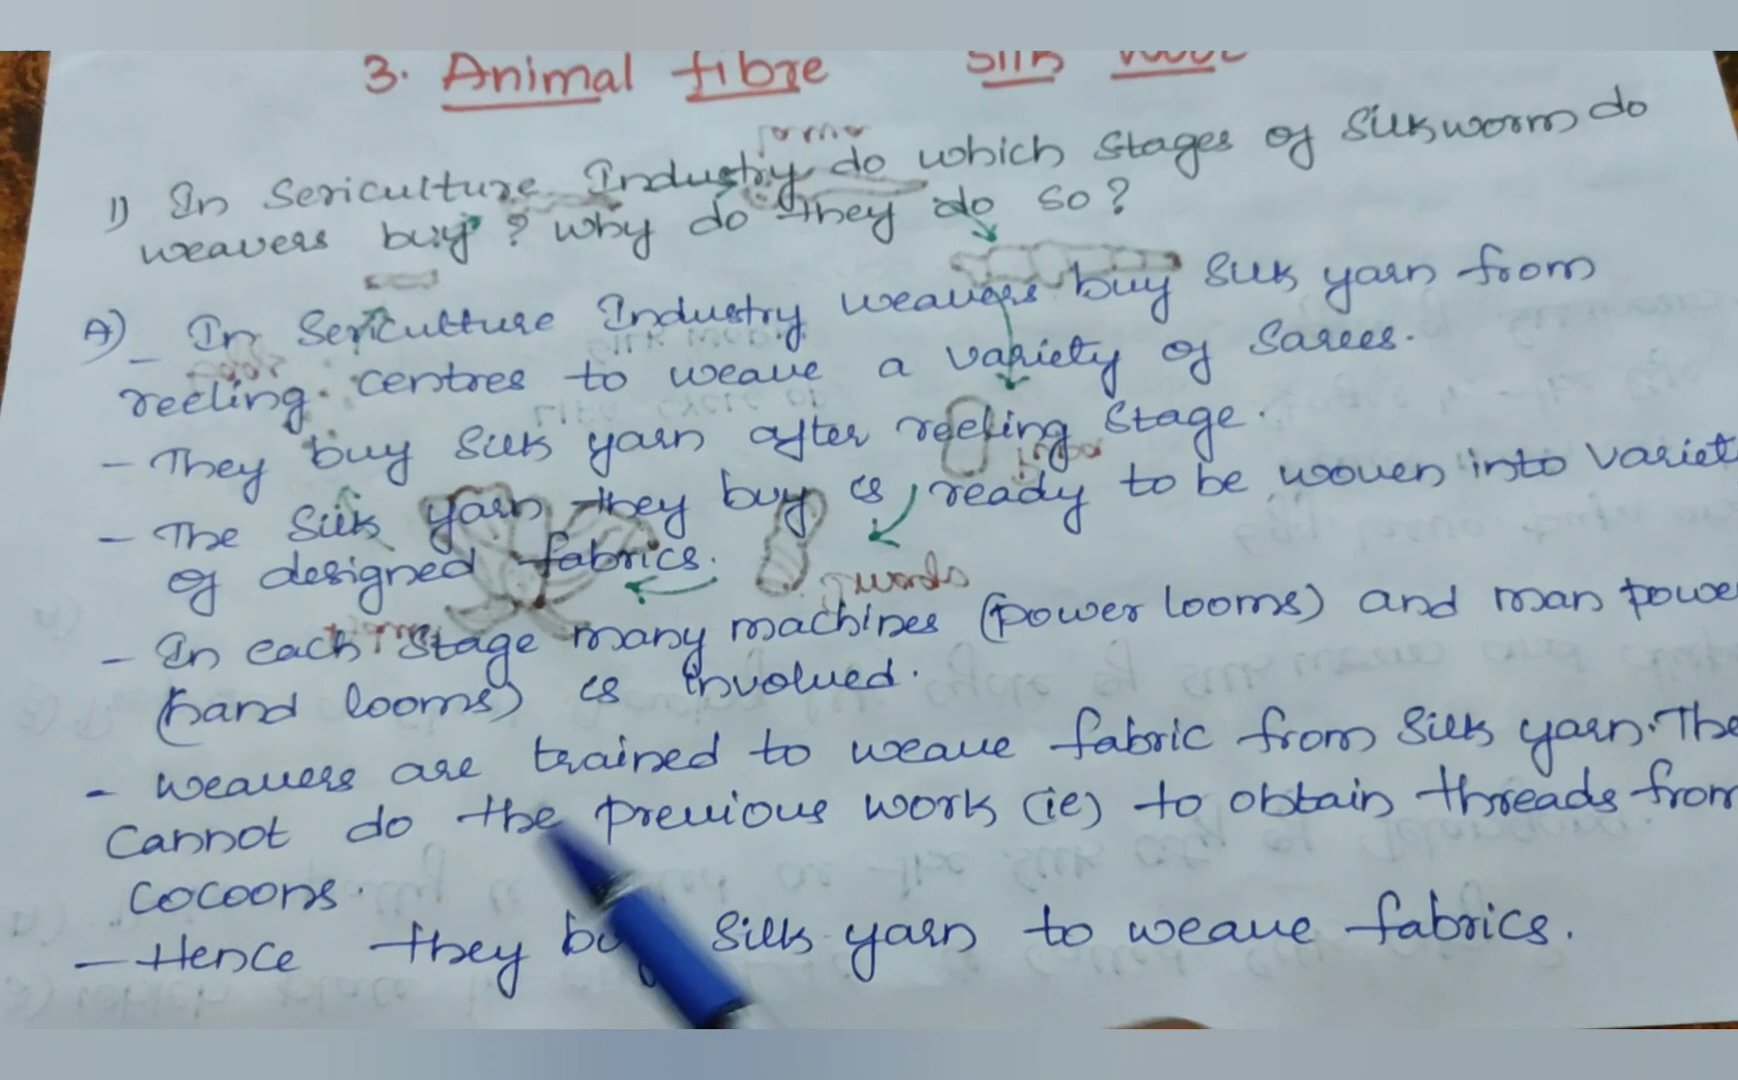 3. Animal fibre Silk Wool
1) In Sericulture Industry do which stages of silkworm do
weavers buy? Why do they do so?
A) - In Sericulture Industry weavers buy silk yarn from
reeling centres to weave a variety of sarees.
- They buy silk yarn after reeling stage.
- The silk yarn they buy is ready to be woven into variet
of designed fabrics.
- In each stage many machines (power looms) and man powe
(hand looms) is involved.
- weavers are trained to weave fabric from silk yarn. The
cannot do the previous work (ie) to obtain threads from
cocoons.
- Hence they buy silk yarn to weave fabrics.